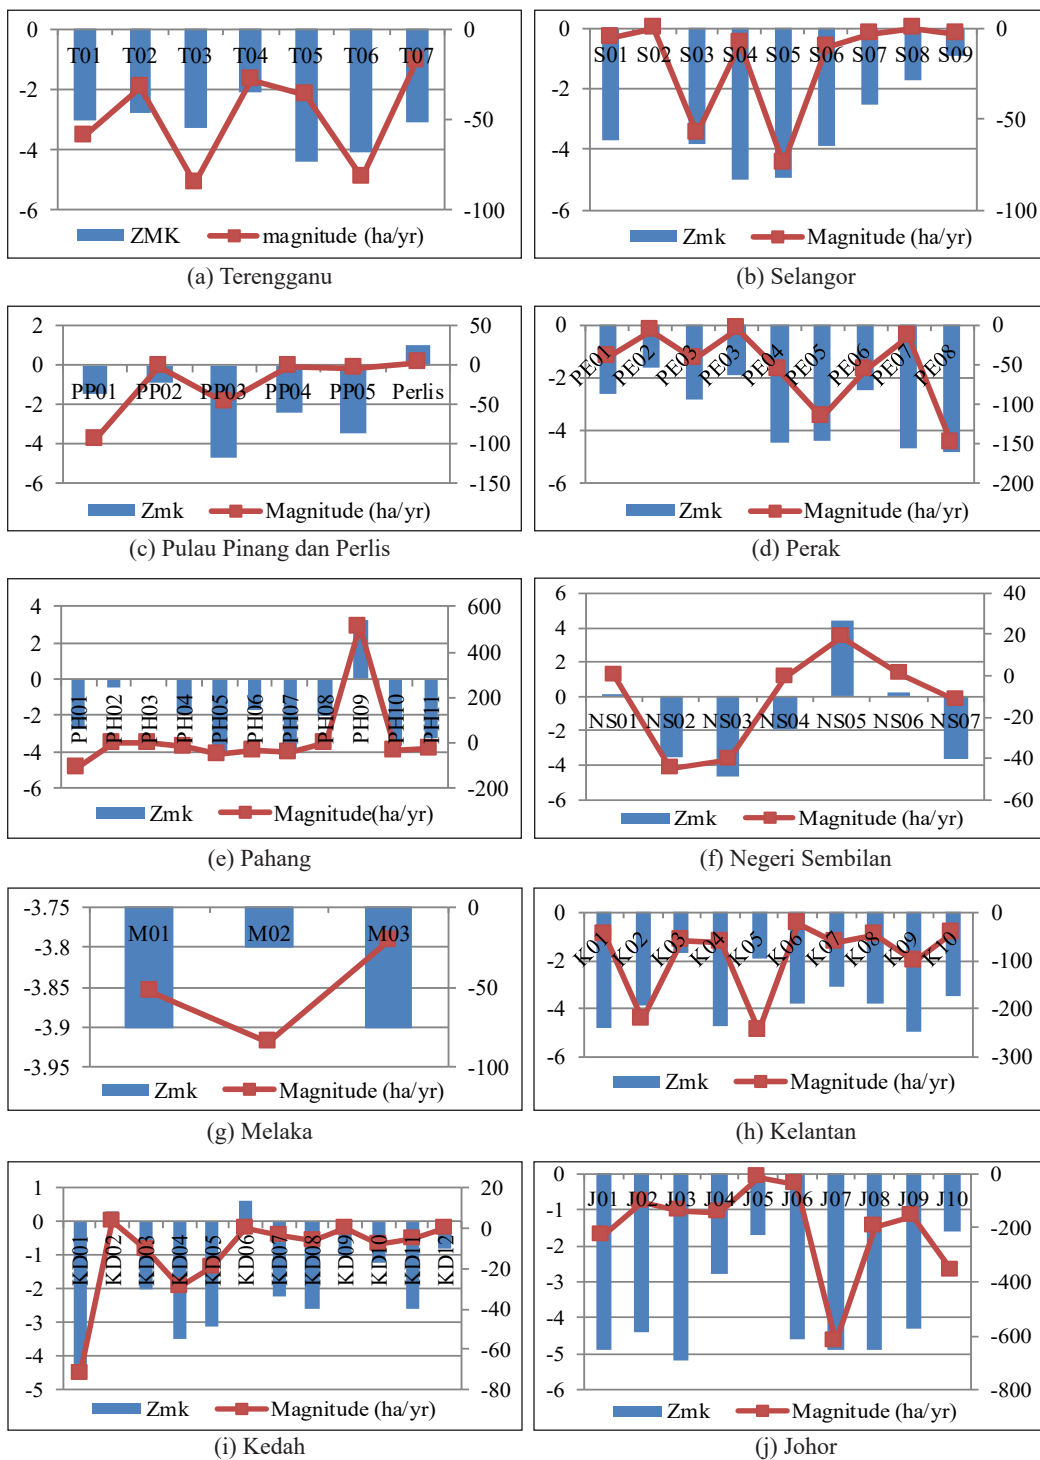 0 0
T01 T02 T03 T04 T05 T06 T07
-2
-50
-4
-6 -100
ZMK magnitude (ha/yr)
(a) Terengganu
0 0
S01 S02 S03 S04 S05 S06 S07 S08 S09
-2
-50
-4
-6 -100
Zmk Magnitude (ha/yr)
(b) Selangor
2 50
0 0
PP01 PP02 PP03 PP04 PP05 Perlis
-2 -50
-4 -100
-6 -150
Zmk Magnitude (ha/yr)
(c) Pulau Pinang dan Perlis
0 0
PE01 PE02 PE03 PE03 PE04 PE05 PE06 PE07 PE08
-50
-2
-100
-4
-150
-6 -200
Zmk Magnitude (ha/yr)
(d) Perak
4 600
2 400
0
200
PH01 PH02 PH03 PH04 PH05 PH06 PH07 PH08 PH09 PH10 PH11
-2
0
-4
-6 -200
Zmk Magnitude(ha/yr)
(e) Pahang
6 40
4
20
2
0
0
NS01 NS02 NS03 NS04 NS05 NS06 NS07
-20
-2
-40
-4
-6 -60
Zmk Magnitude (ha/yr)
(f) Negeri Sembilan
-3.75 0
M01 M02 M03
-3.8
-3.85 -50
-3.9
-3.95 -100
Zmk Magnitude (ha/yr)
(g) Melaka
0 0
K01 K02 K03 K04 K05 K06 K07 K08 K09 K10
-2 -100
-4 -200
-6 -300
Zmk Magnitude (ha/yr)
(h) Kelantan
1 20
0 0
KD01 KD02 KD03 KD04 KD05 KD06 KD07 KD08 KD09 KD10 KD11 KD12
-1
-20
-2
-40
-3
-60
-4
-5 -80
Zmk Magnitude (ha/yr)
(i) Kedah
0 0
J01 J02 J03 J04 J05 J06 J07 J08 J09 J10
-1
-200
-2
-3 -400
-4
-600
-5
-6 -800
Zmk Magnitude (ha/yr)
(j) Johor